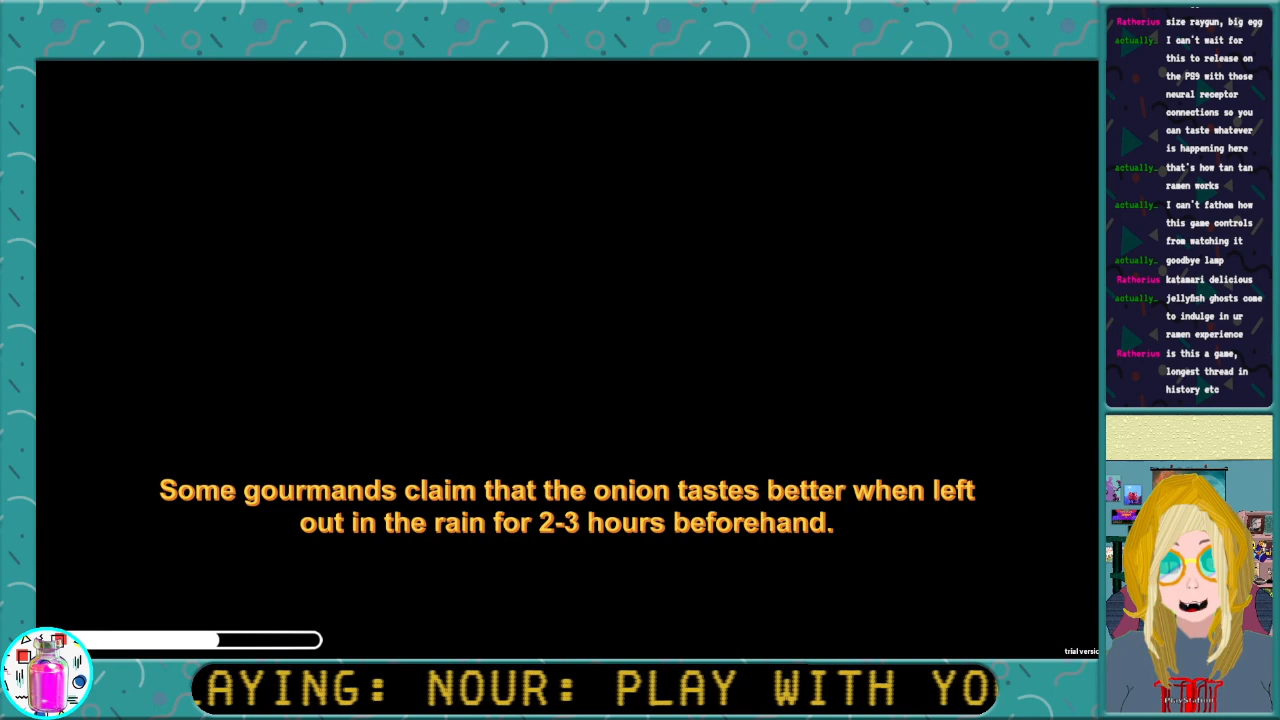 Ratherius size raygun, big egg
actually_ I can't wait for
this to release on
the PS9 with those
neural receptor
connections so you
can taste whatever
is happening here
actually_ that's how tan tan
ramen works
actually_ I can't fathom how
this game controls
from watching it
actually_ goodbye lamp
Ratherius katamari delicious
actually_ jellyfish ghosts come
to indulge in ur
ramen experience
Ratherius is this a game,
longest thread in
history etc
Some gourmands claim that the onion tastes better when left
out in the rain for 2-3 hours beforehand.
trial versio
AYING: NOUR: PLAY WITH YO
PlayStation